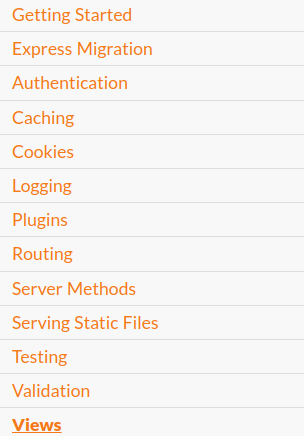 Getting Started
Express Migration
Authentication
Caching
Cookies
Logging
Plugins
Routing
Server Methods
Serving Static Files
Testing
Validation
Views